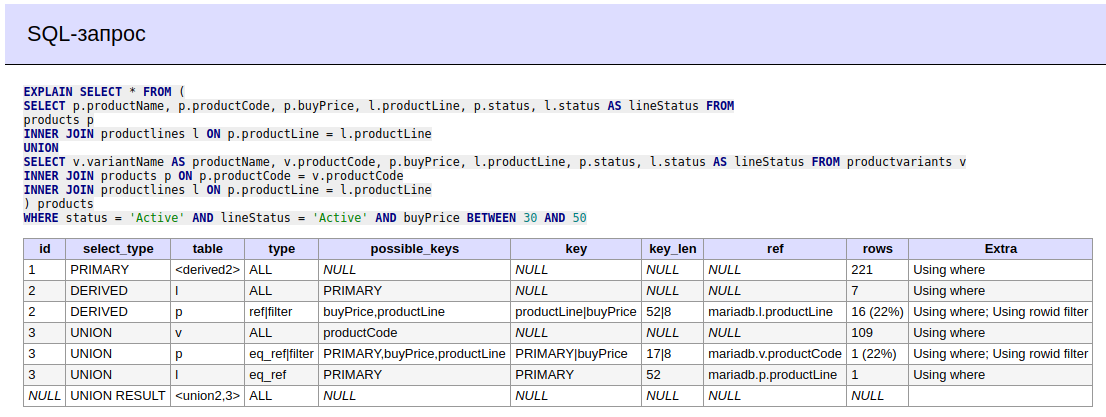 SQL-запрос
EXPLAIN SELECT * FROM (
SELECT p.productName, p.productCode, p.buyPrice, l.productLine, p.status, l.status AS lineStatus FROM
products p
INNER JOIN productlines l ON p.productLine = l.productLine
UNION
SELECT v.variantName AS productName, v.productCode, p.buyPrice, l.productLine, p.status, l.status AS lineStatus FROM productvariants v
INNER JOIN products p ON p.productCode = v.productCode
INNER JOIN productlines l ON p.productLine = l.productLine
) products
WHERE status = 'Active' AND lineStatus = 'Active' AND buyPrice BETWEEN 30 AND 50
id select_type table type possible_keys key key_len ref rows Extra
1 PRIMARY <derived2> ALL NULL NULL NULL NULL 221 Using where
2 DERIVED l ALL PRIMARY NULL NULL NULL 7 Using where
2 DERIVED p ref|filter buyPrice,productLine productLine|buyPrice 52|8 mariadb.l.productLine 16 (22%) Using where; Using rowid filter
3 UNION v ALL productCode NULL NULL NULL 109 Using where
3 UNION p eq_ref|filter PRIMARY,buyPrice,productLine PRIMARY|buyPrice 17|8 mariadb.v.productCode 1 (22%) Using where; Using rowid filter
3 UNION l eq_ref PRIMARY PRIMARY 52 mariadb.p.productLine 1 Using where
NULL UNION RESULT <union2,3> ALL NULL NULL NULL NULL NULL